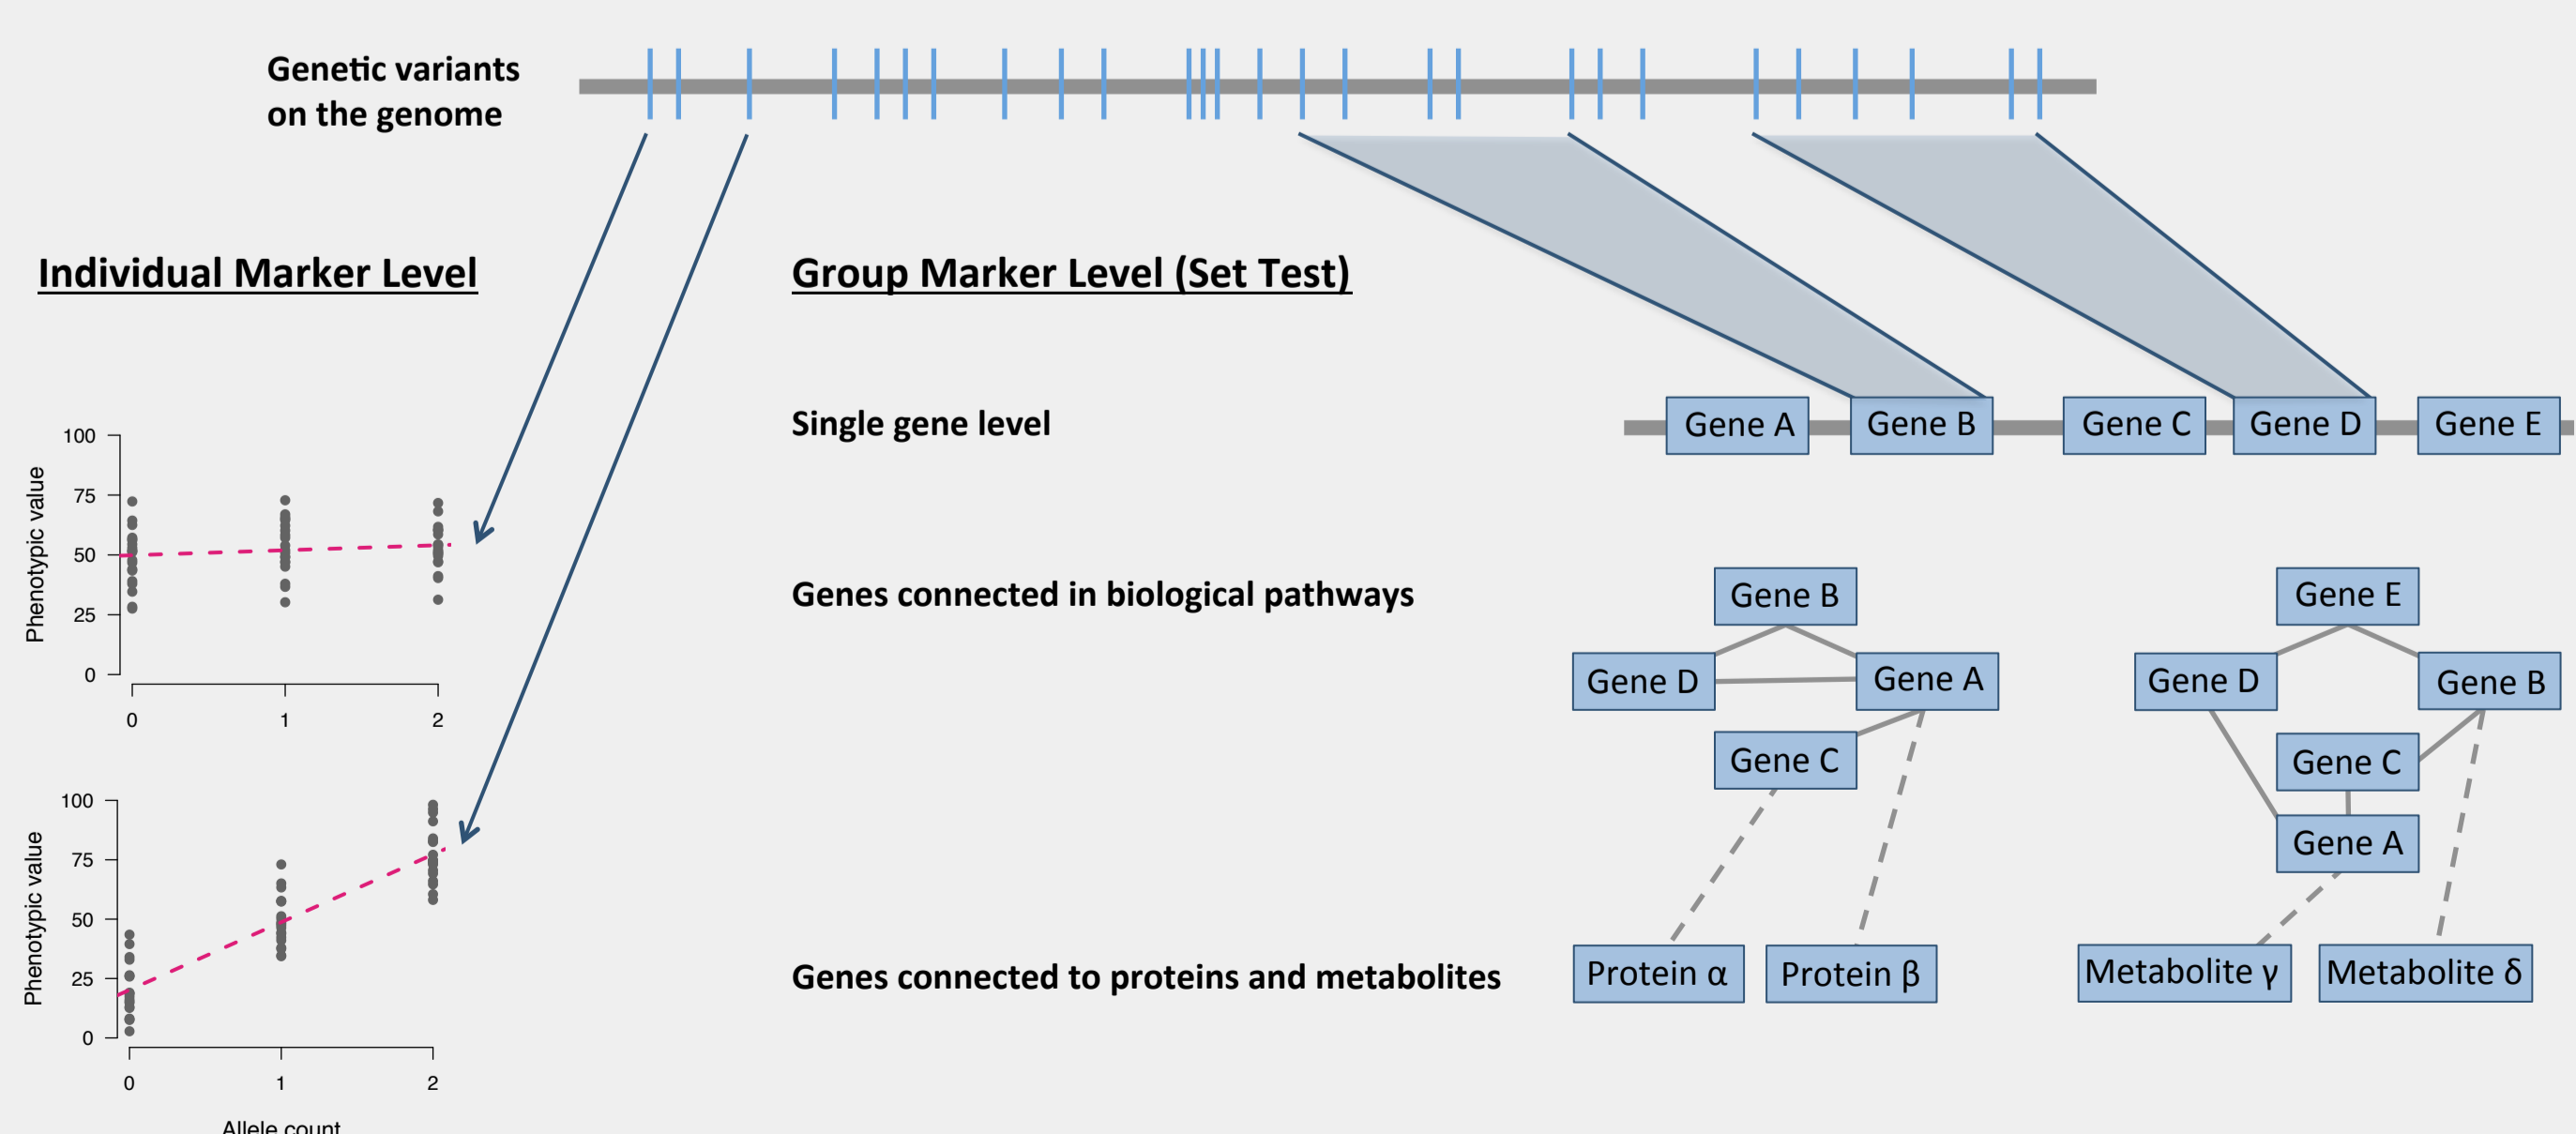 Genetic variants
on the genome
Individual Marker Level
Group Marker Level (Set Test)
Single gene level
Gene A
Gene B
Gene C
Gene D
Gene E
100
75
50
25
0
Phenotypic value
0
1
2
Genes connected in biological pathways
Gene B
Gene D
Gene A
Gene C
Gene E
Gene D
Gene B
Gene C
Gene A
100
75
50
25
0
Phenotypic value
0
1
2
Allele count
Genes connected to proteins and metabolites
Protein α
Protein β
Metabolite γ
Metabolite δ